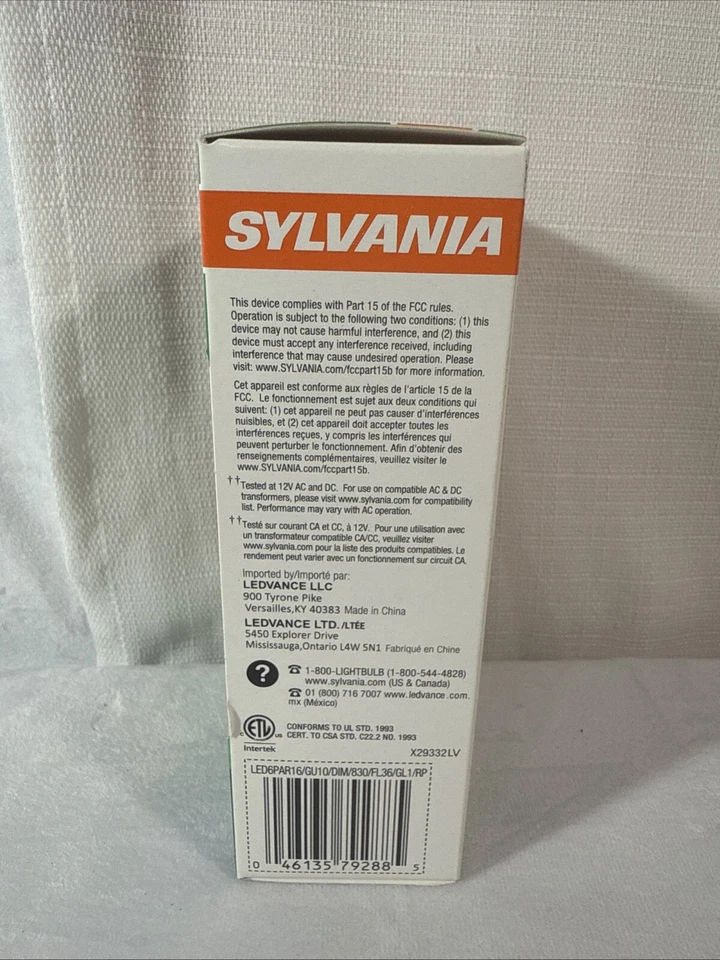 SYLVANIA
This device complies with Part 15 of the FCC rules.
Operation is subject to the following two conditions: (1) this
device may not cause harmful interference, and (2) this
device must accept any interference received, including
interference that may cause undesired operation. Please
visit: www.SYLVANIA.com/fccpart15b for more information.
Cet appareil est conforme aux règles de l'article 15 de la
FCC. Le fonctionnement est sujet aux deux conditions qui
suivent: (1) cet appareil ne peut pas causer d'interférences
nuisibles, et (2) cet appareil doit accepter toutes les
interférences reçues, y compris les interférences qui
peuvent perturber le fonctionnement. Afin d'obtenir des
renseignements complémentaires, veuillez visiter le
www.SYLVANIA.com/fccpart15b.
††Tested at 12V AC and DC. For use on compatible AC & DC
transformers, please visit www.sylvania.com for compatibility
list. Performance may vary with AC operation.
††Testé sur courant CA et CC, à 12V. Pour une utilisation avec
un transformateur compatible CA/CC, veuillez visiter
www.sylvania.com pour la liste des produits compatibles. Le
rendement peut varier avec un fonctionnement sur circuit CA.
Imported by/Importé par:
LEDVANCE LLC
900 Tyrone Pike
Versailles,KY 40383 Made in China
LEDVANCE LTD./LTÉE
5450 Explorer Drive
Mississauga,Ontario L4W 5N1 Fabriqué en Chine
? ☎ 1-800-LIGHTBULB (1-800-544-4828)
www.sylvania.com (US & Canada)
☎ 01 (800) 716 7007 www.ledvance.com.
mx (México)
c ETL us CONFORMS TO UL STD. 1993
CERT. TO CSA STD. C22.2 NO. 1993
Intertek
X29332LV
LED6PAR16/GU10/DIM/830/FL36/GL1/RP
0 46135 79288 5